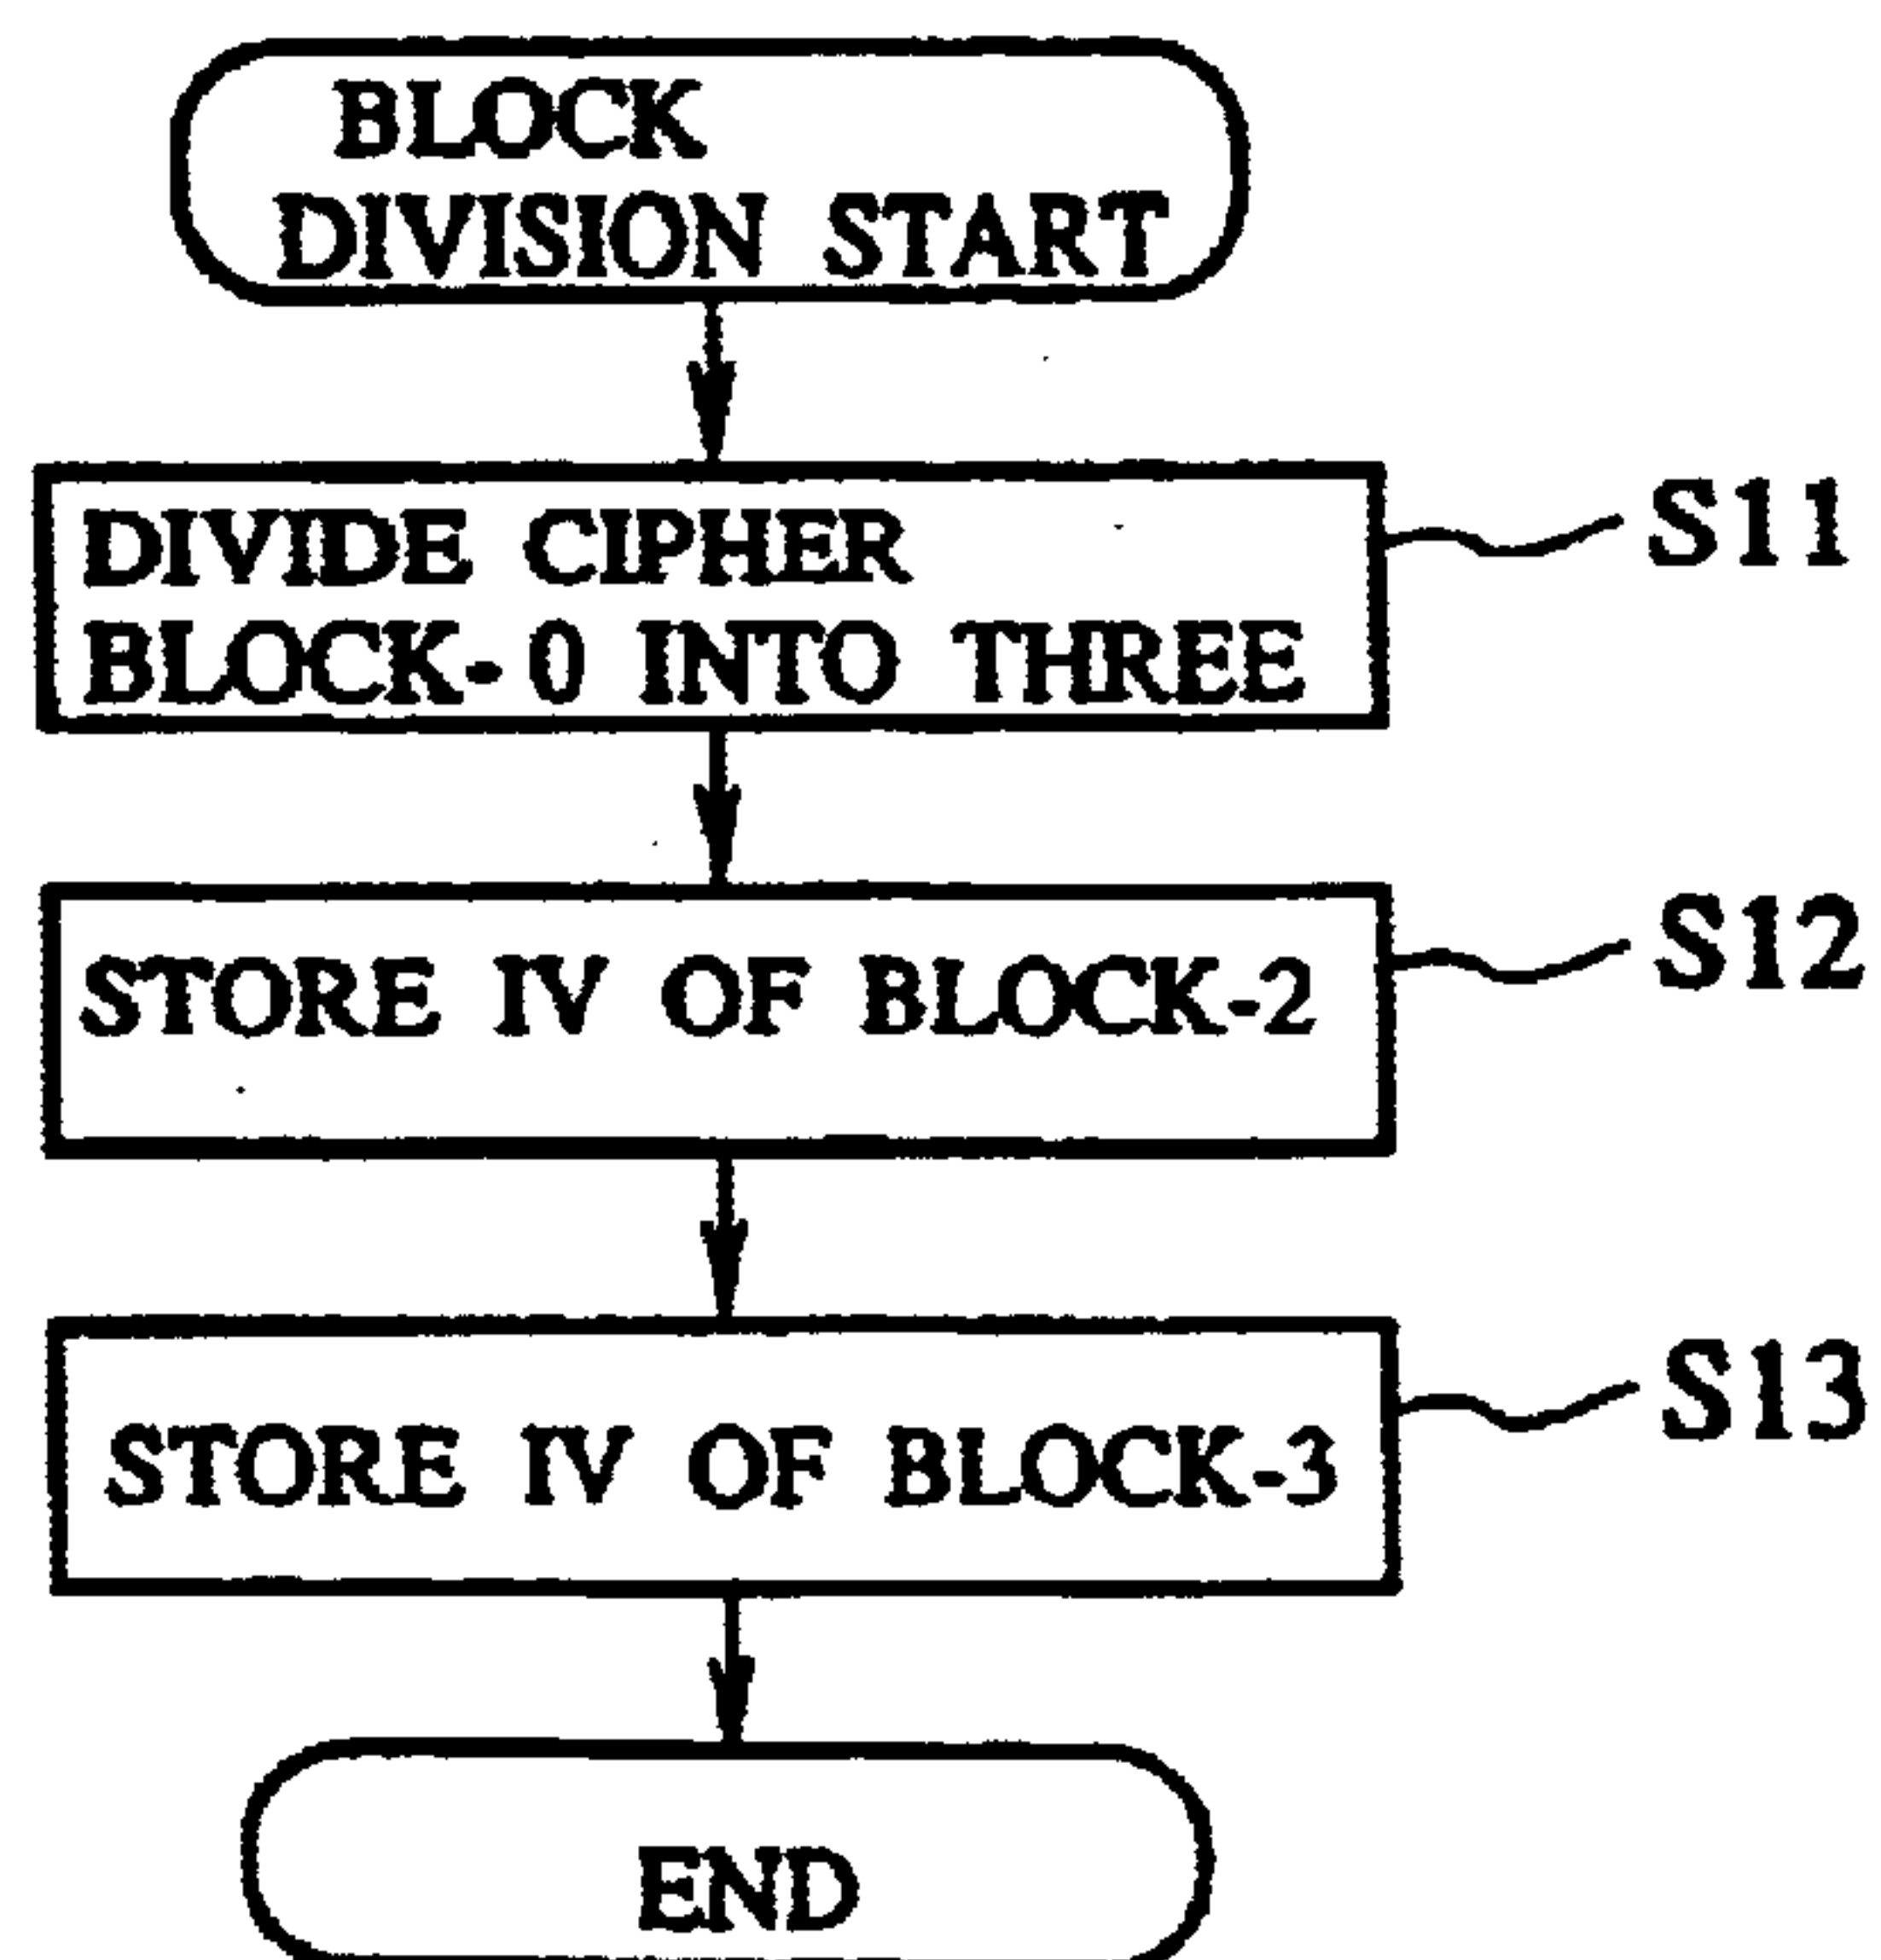 BLOCK
DIVISION START
DIVIDE CIPHER
BLOCK-0 INTO THREE
S11
STORE IV OF BLOCK-2
S12
STORE IV OF BLOCK-3
S13
END